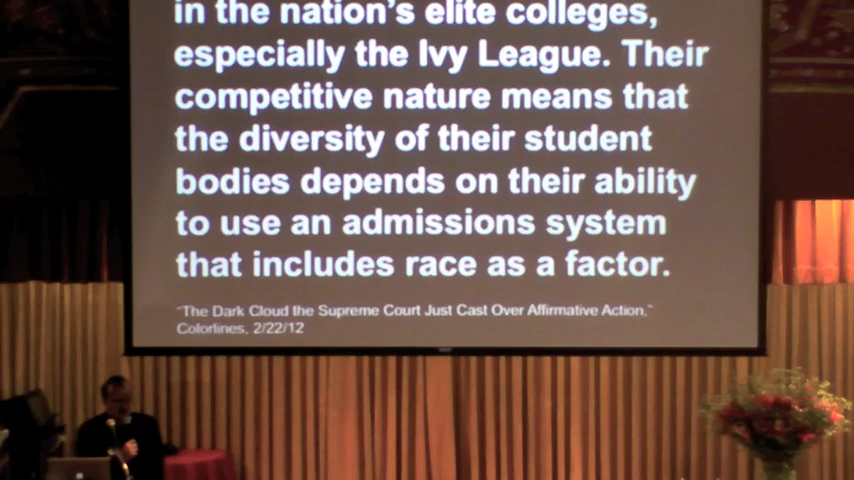 in the nation's elite colleges,
especially the Ivy League. Their
competitive nature means that
the diversity of their student
bodies depends on their ability
to use an admissions system
that includes race as a factor.
"The Dark Cloud the Supreme Court Just Cast Over Affirmative Action,"
Colorlines, 2/22/12